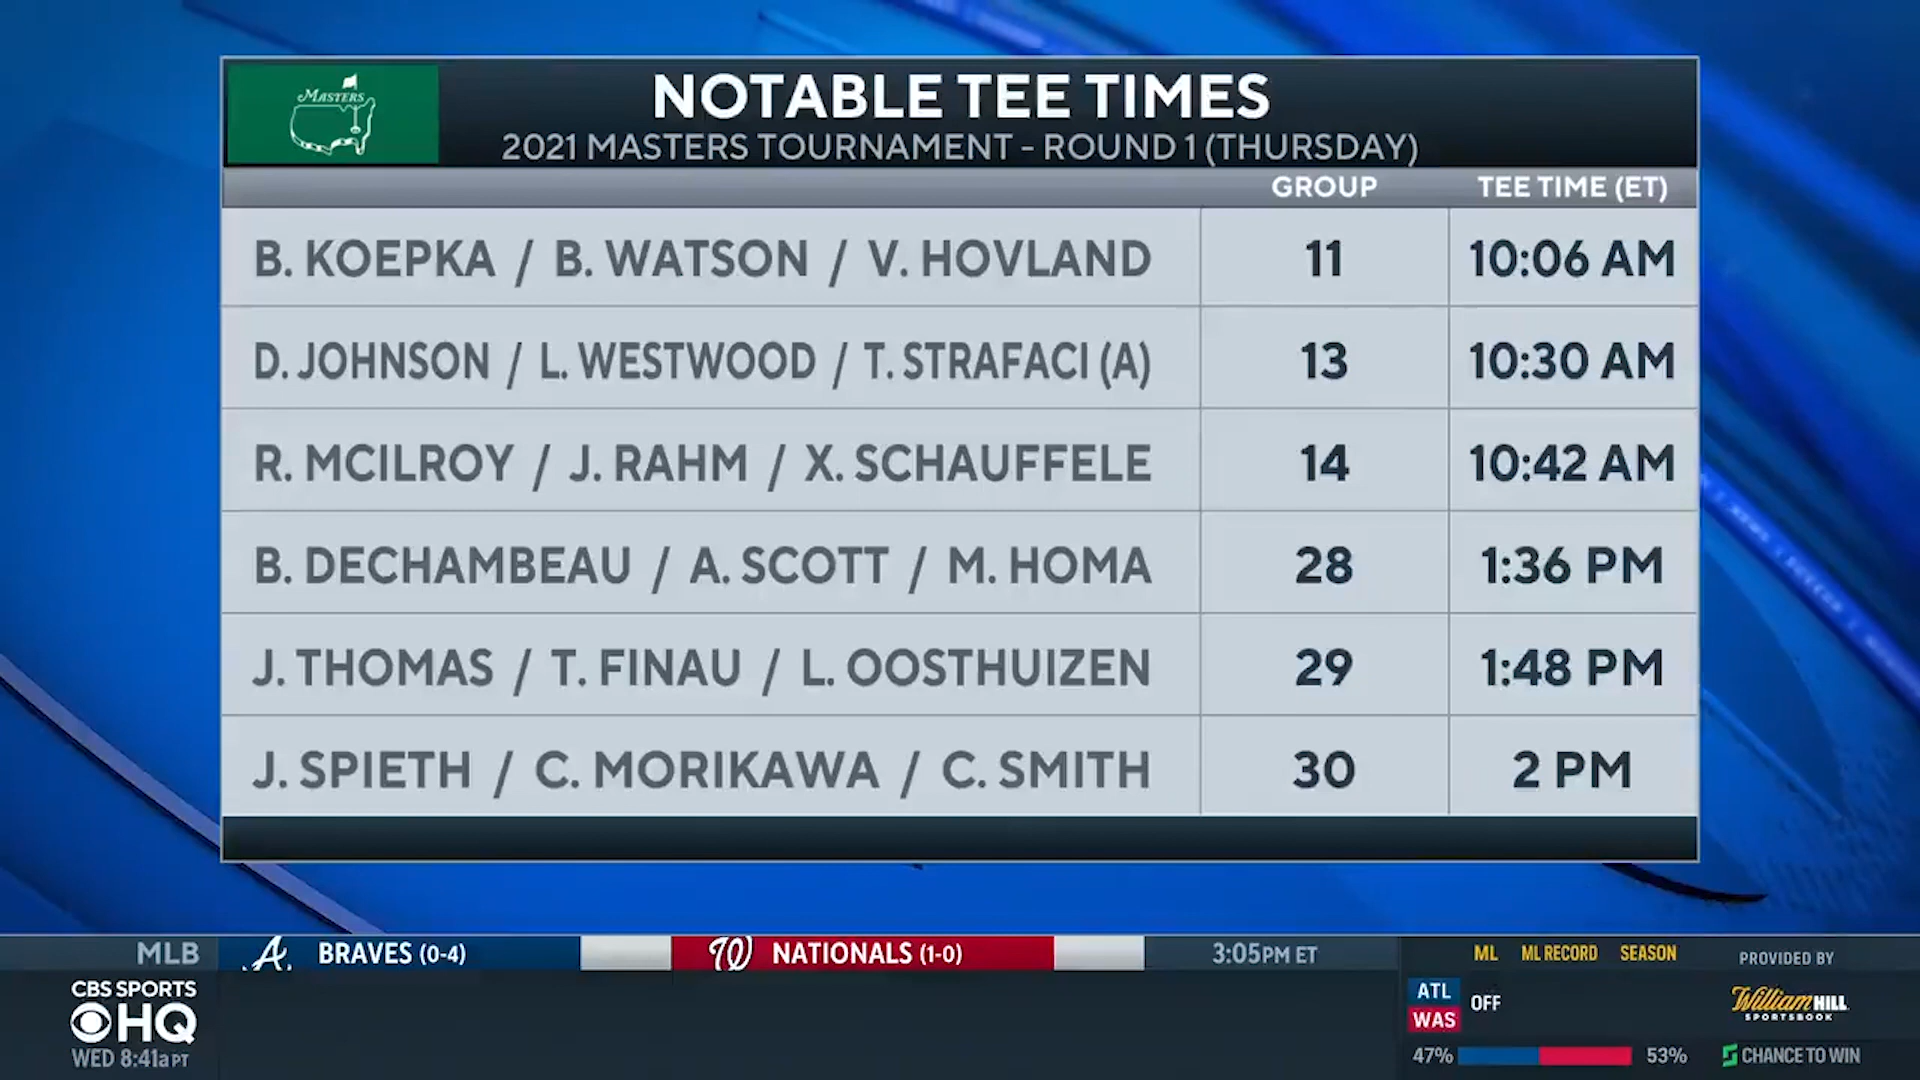 MASTERS
NOTABLE TEE TIMES
2021 MASTERS TOURNAMENT - ROUND 1 (THURSDAY)
GROUP TEE TIME (ET)
B. KOEPKA / B. WATSON / V. HOVLAND 11 10:06 AM
D. JOHNSON / L. WESTWOOD / T. STRAFACI (A) 13 10:30 AM
R. MCILROY / J. RAHM / X. SCHAUFFELE 14 10:42 AM
B. DECHAMBEAU / A. SCOTT / M. HOMA 28 1:36 PM
J. THOMAS / T. FINAU / L. OOSTHUIZEN 29 1:48 PM
J. SPIETH / C. MORIKAWA / C. SMITH 30 2 PM
MLB A BRAVES (0-4) W NATIONALS (1-0) 3:05PM ET
CBS SPORTS
HQ
WED 8:41a PT
ML ML RECORD SEASON
ATL OFF
WAS
47% 53%
PROVIDED BY
William HILL
SPORTSBOOK
CHANCE TO WIN